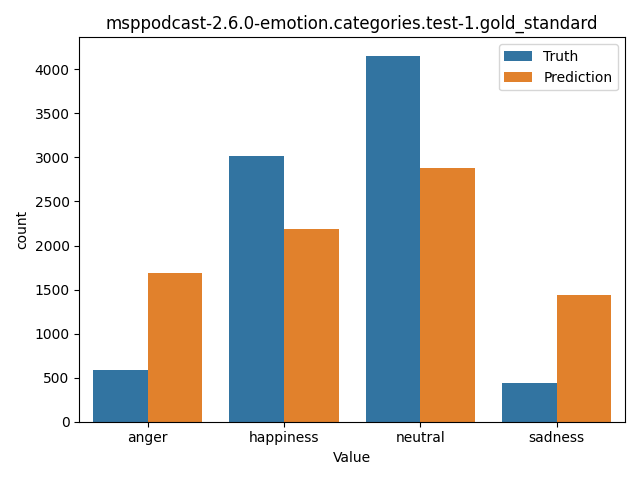 msppodcast-2.6.0-emotion.categories.test-1.gold_standard
Truth
Prediction
count
4000
3500
3000
2500
2000
1500
1000
500
0
anger happiness neutral sadness
Value